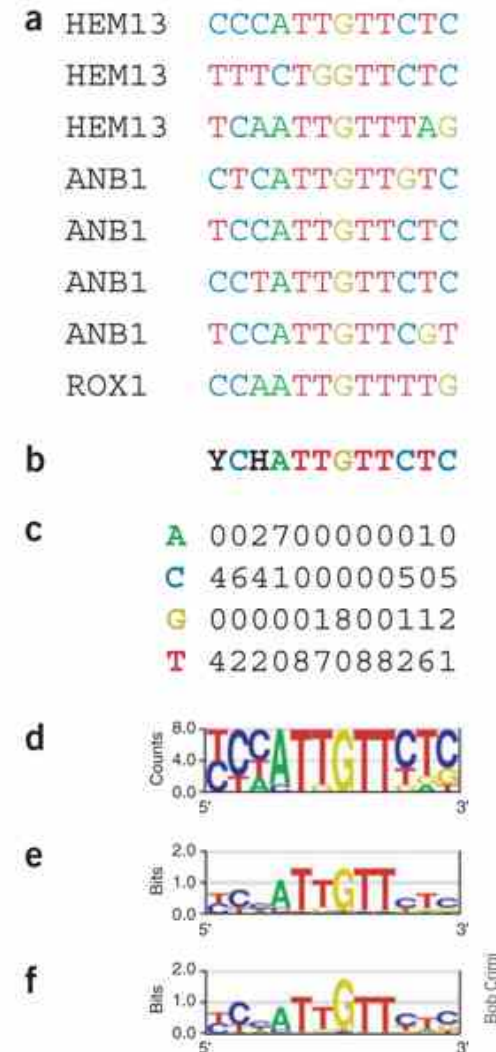 a HEM13 CCCATTGTTCTC
HEM13 TTTCTGGTTCTC
HEM13 TCAATTGTTTAG
ANB1 CTCATTGTTGTC
ANB1 TCCATTGTTCTC
ANB1 CCTATTGTTCTC
ANB1 TCCATTGTTCGT
ROX1 CCAATTGTTTTG
b YCHATTGTTCTC
c A 002700000010
C 464100000505
G 000001800112
T 422087088261
d Counts 8.0 4.0 0.0
5' 3'
e Bits 2.0 1.0 0.0
5' 3'
f Bits 2.0 1.0 0.0
5' 3'
Bob Crimi